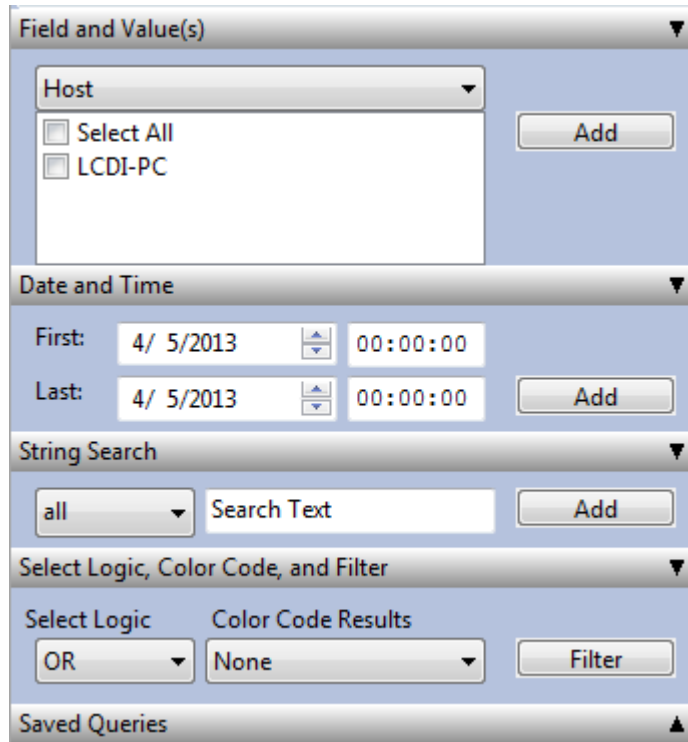 Field and Value(s)
Host
Select All
Add
LCDI-PC
Date and Time
First: 4/ 5/2013 00:00:00
Last: 4/ 5/2013 00:00:00 Add
String Search
all Search Text Add
Select Logic, Color Code, and Filter
Select Logic Color Code Results
OR None Filter
Saved Queries